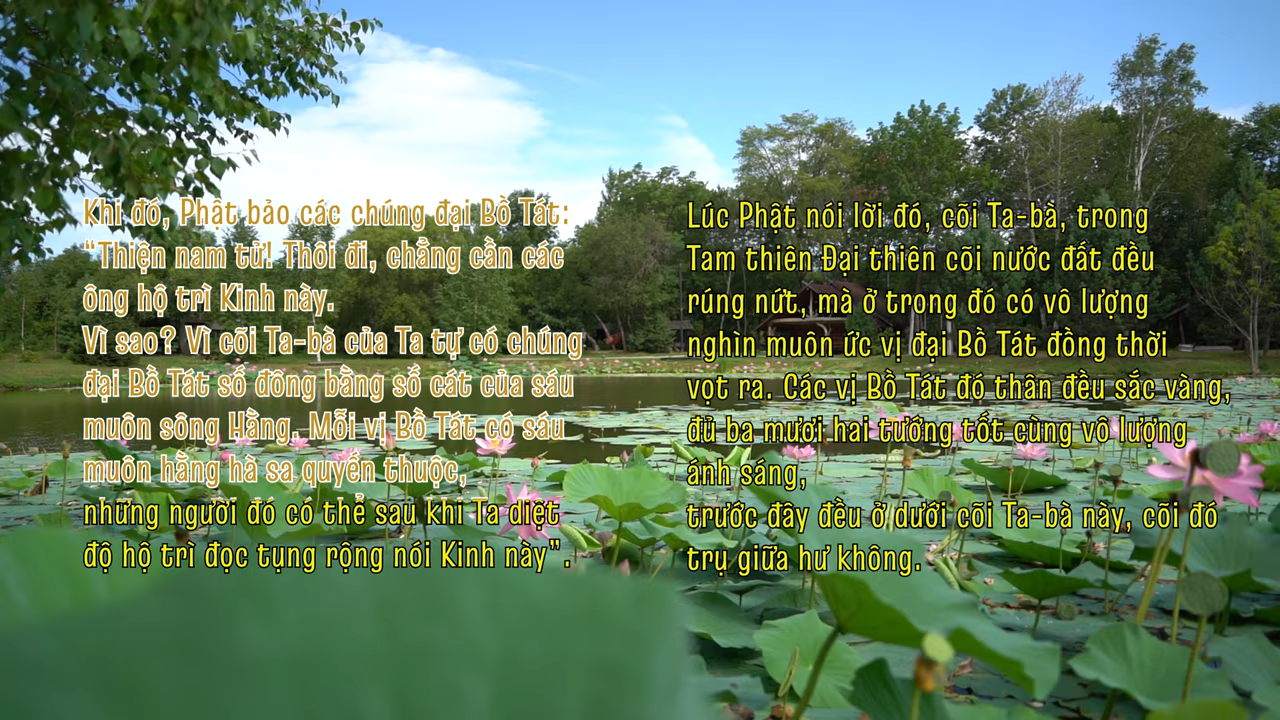 Khi đó, Phật bảo các chúng đại Bồ Tát:
“Thiện nam tử! Thôi đi, chẳng cần các
ông hộ trì Kinh này.
Vì sao? Vì cõi Ta-bà của Ta tự có chúng
đại Bồ Tát số đông bằng số cát của sáu
muôn sông Hằng. Mỗi vị Bồ Tát có sáu
muôn hằng hà sa quyến thuộc,
những người đó có thể sau khi Ta diệt
độ hộ trì đọc tụng rộng nói Kinh này”.
Lúc Phật nói lời đó, cõi Ta-bà, trong
Tam thiên Đại thiên cõi nước đất đều
rúng nứt, mà ở trong đó có vô lượng
nghìn muôn ức vị đại Bồ Tát đồng thời
vọt ra. Các vị Bồ Tát đó thân đều sắc vàng,
đủ ba mươi hai tướng tốt cùng vô lượng
ánh sáng,
trước đây đều ở dưới cõi Ta-bà này, cõi đó
trụ giữa hư không.